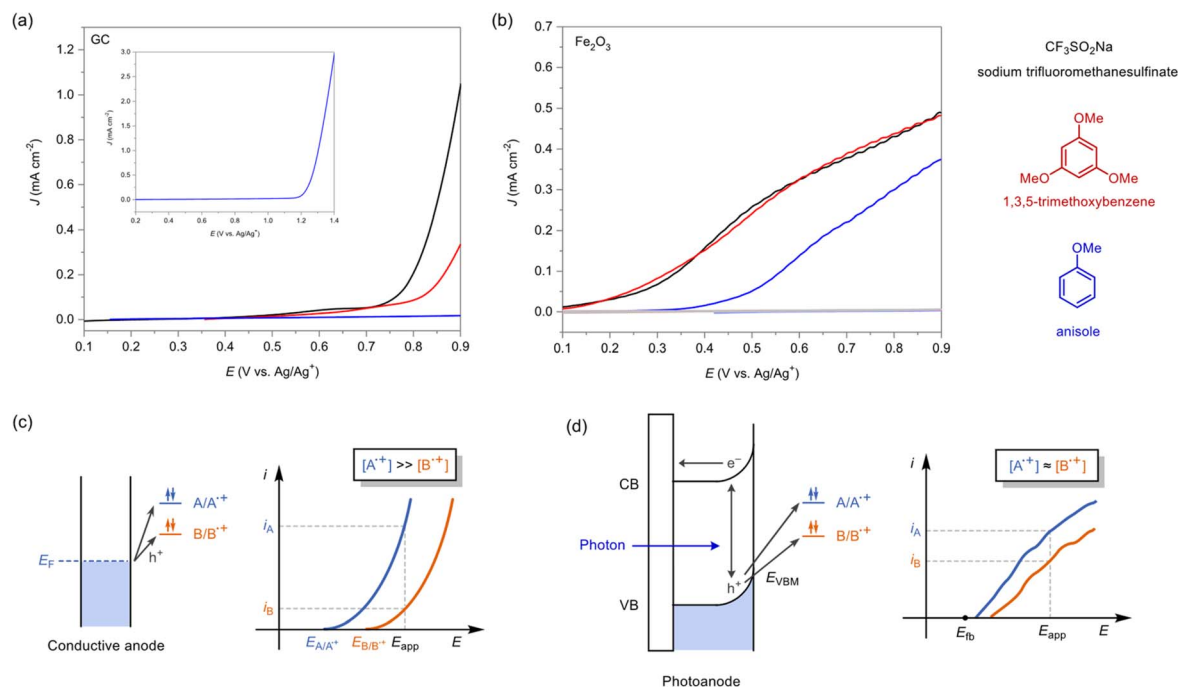 (a)
GC
J (mA cm⁻²)
1.2
1.0
0.8
0.6
0.4
0.2
0.0
0.1 0.2 0.3 0.4 0.5 0.6 0.7 0.8 0.9
E (V vs. Ag/Ag⁺)
J (mA cm⁻²)
3.0
2.5
2.0
1.5
1.0
0.5
0.0
0.2 0.4 0.6 0.8 1.0 1.2 1.4
E (V vs. Ag/Ag⁺)
(b)
Fe₂O₃
J (mA cm⁻²)
0.7
0.6
0.5
0.4
0.3
0.2
0.1
0.0
0.1 0.2 0.3 0.4 0.5 0.6 0.7 0.8 0.9
E (V vs. Ag/Ag⁺)
CF₃SO₂Na
sodium trifluoromethanesulfinate
OMe
MeO OMe
1,3,5-trimethoxybenzene
OMe
anisole
(c)
A/A•⁺
B/B•⁺
E_F
h⁺
Conductive anode
i
[A•⁺] >> [B•⁺]
i_A
i_B
E_A/A•⁺ E_B/B•⁺ E_app E
(d)
e⁻
CB
A/A•⁺
B/B•⁺
Photon
h⁺
E_VBM
VB
Photoanode
i
[A•⁺] ≈ [B•⁺]
i_A
i_B
E_fb E_app E